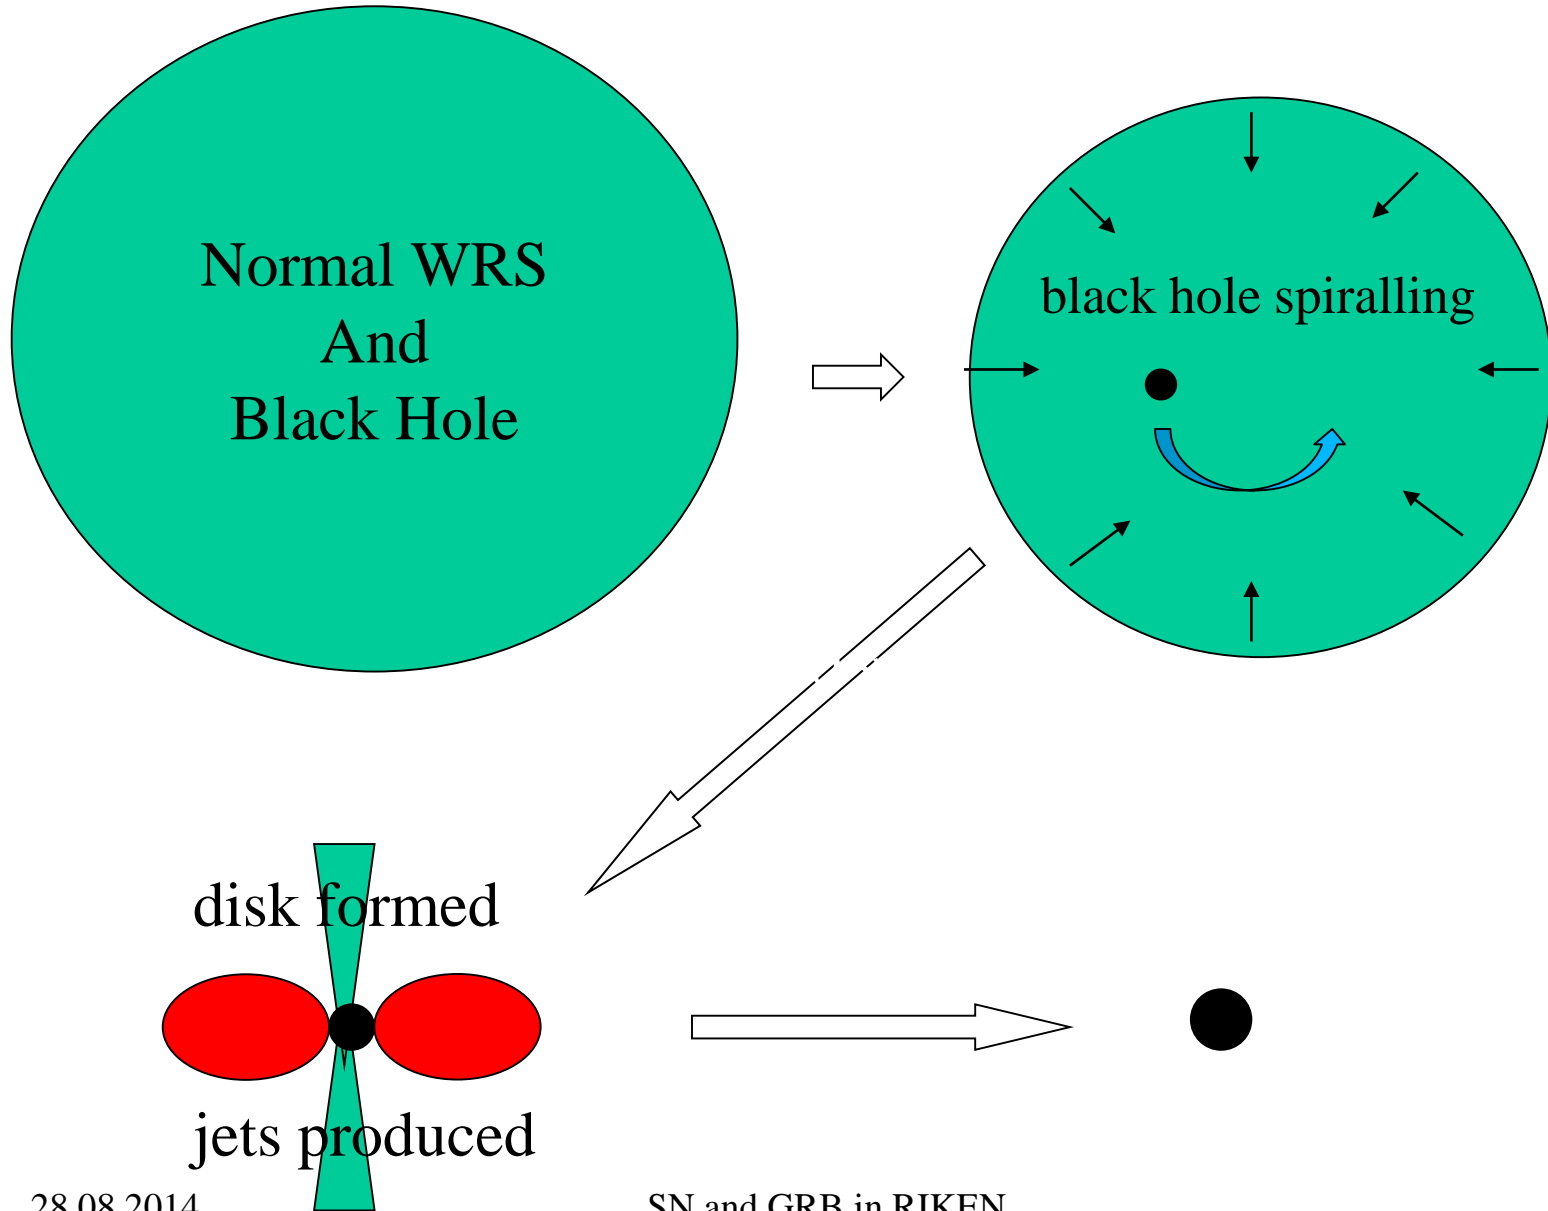 Normal WRS
And
Black Hole
black hole spiralling
disk formed
jets produced
28.08.2014
SN and GRB in RIKEN